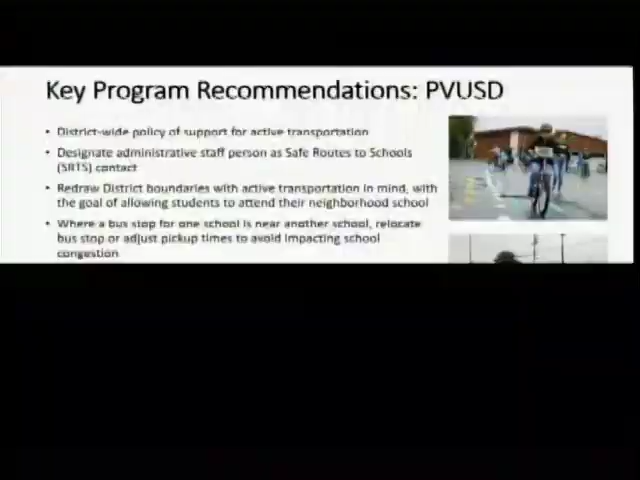 Key Program Recommendations: PVUSD
• District-wide policy of support for active transportation
• Designate administrative staff person as Safe Routes to Schools
(SRTS) contact
• Redraw District boundaries with active transportation in mind, with
the goal of allowing students to attend their neighborhood school
• Where a bus stop for one school is near another school, relocate
bus stop or adjust pickup times to avoid impacting school
congestion